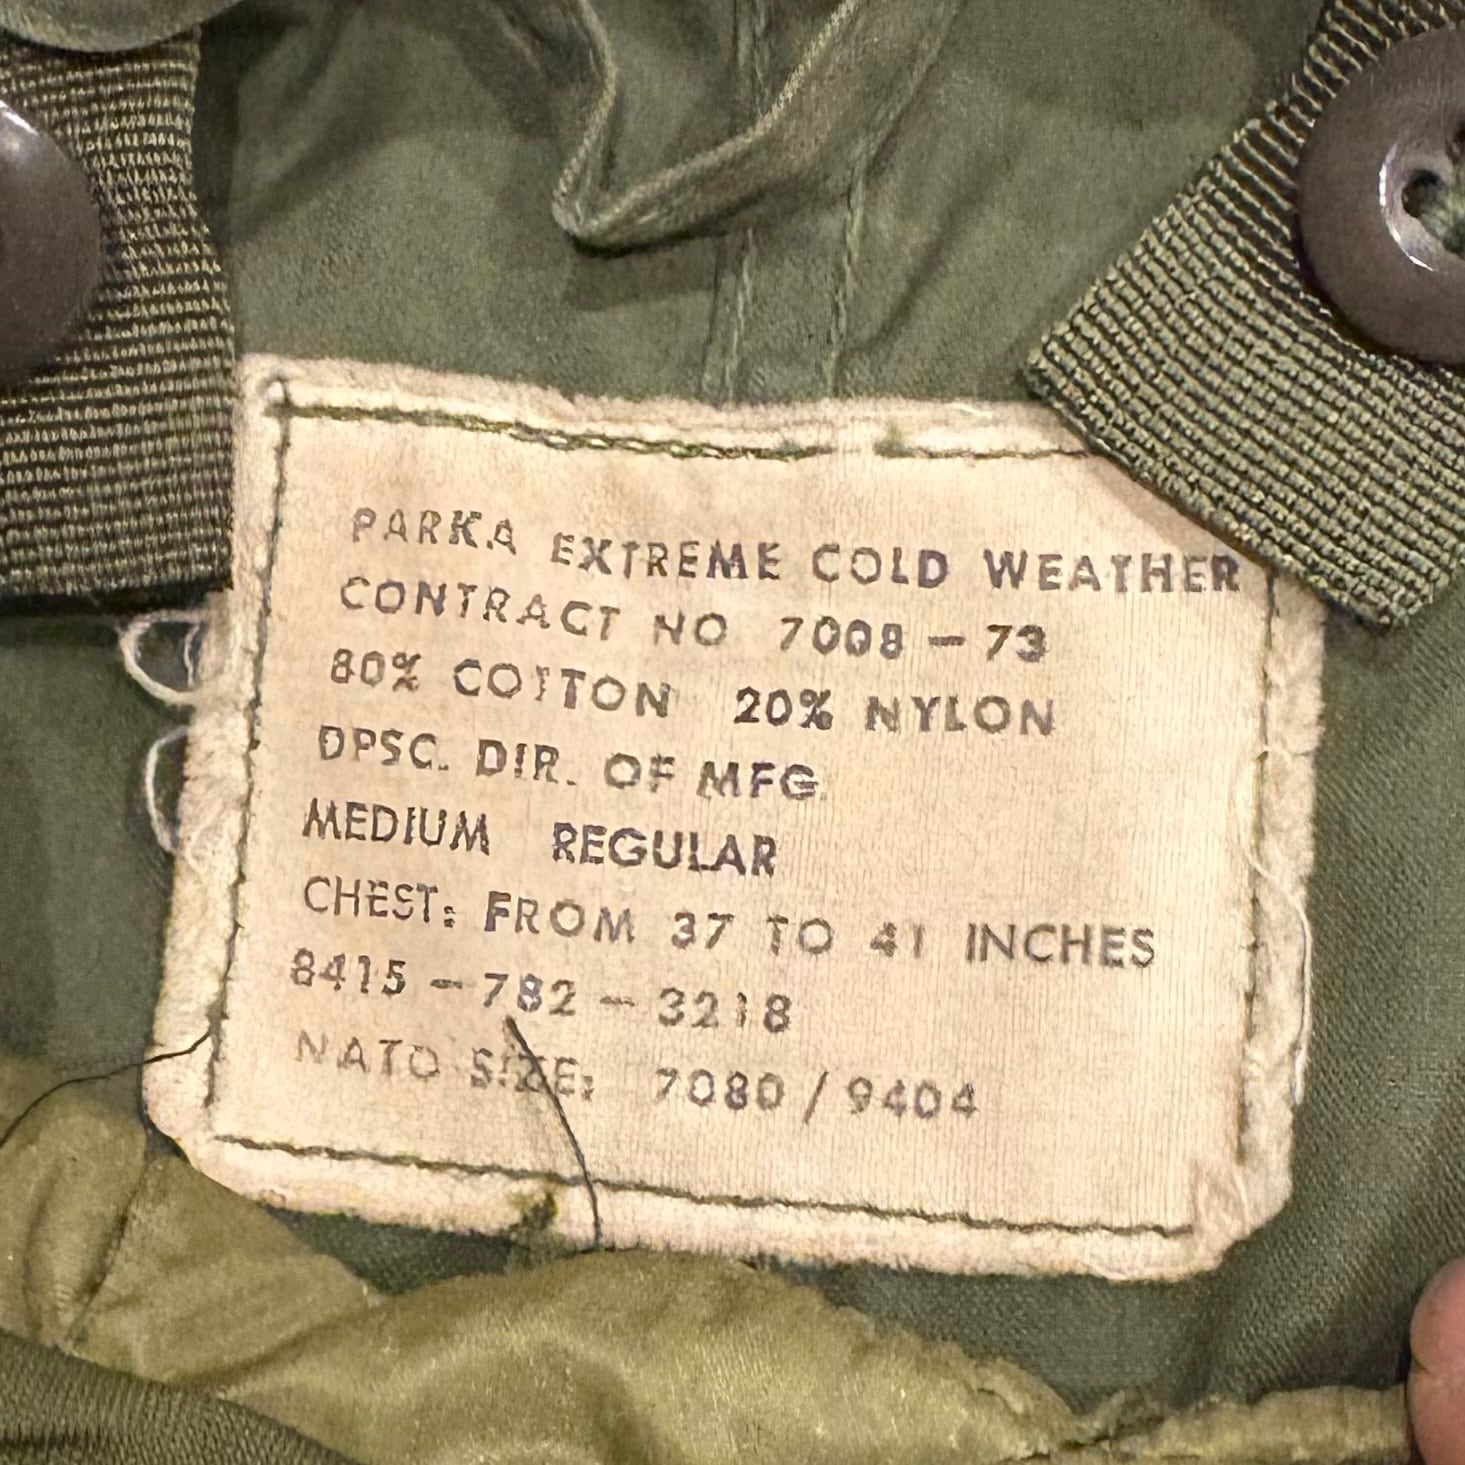 PARKA EXTREME COLD WEATHER
CONTRACT NO 7008 - 73
80% COTTON 20% NYLON
DPSC. DIR. OF MFG.
MEDIUM REGULAR
CHEST: FROM 37 TO 41 INCHES
8415 - 782 - 3218
NATO SIZE: 7080 / 9404